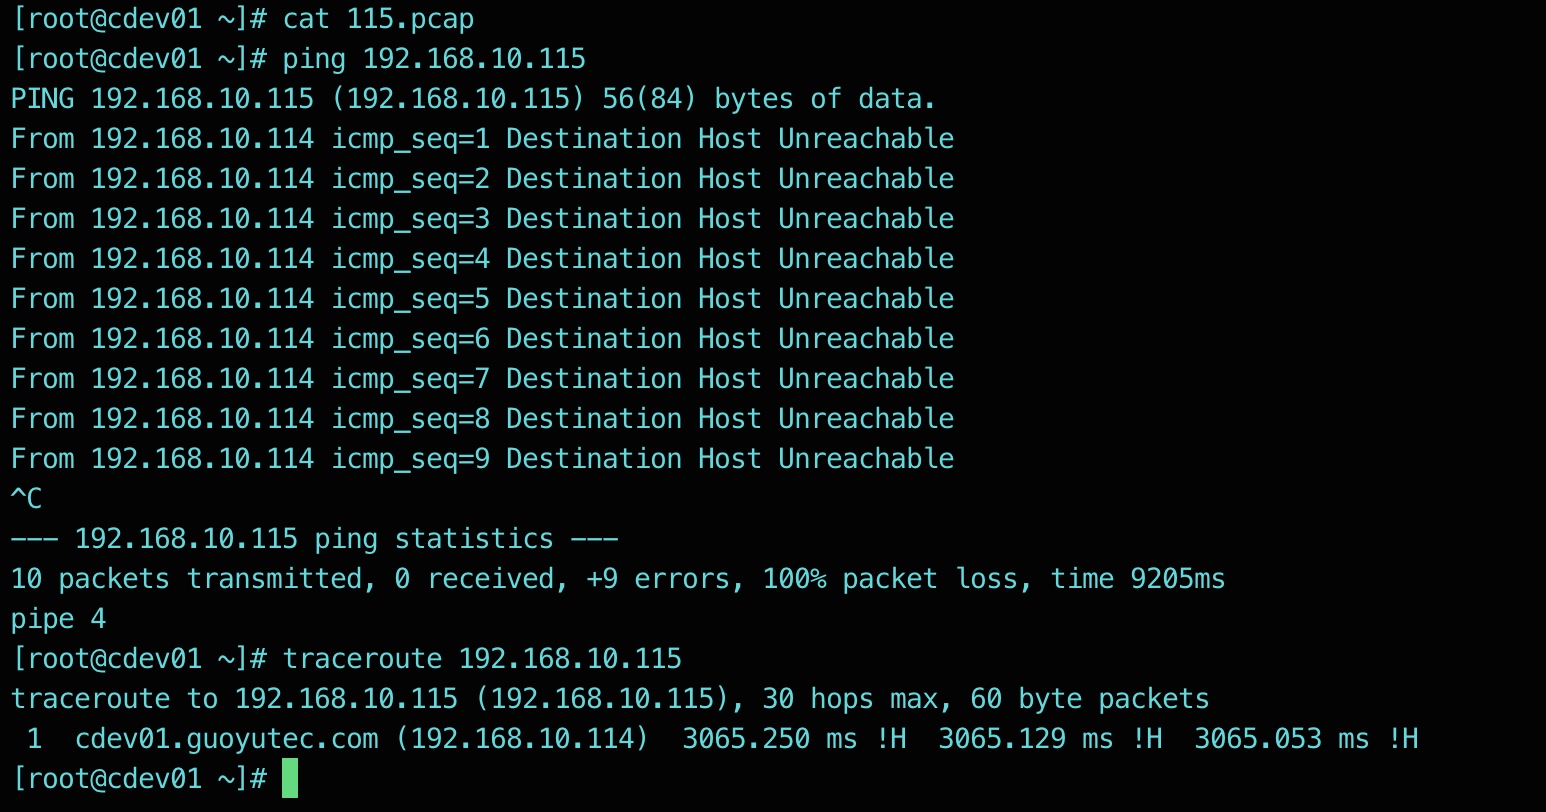 [root@cdev01 ~]# cat 115.pcap
[root@cdev01 ~]# ping 192.168.10.115
PING 192.168.10.115 (192.168.10.115) 56(84) bytes of data.
From 192.168.10.114 icmp_seq=1 Destination Host Unreachable
From 192.168.10.114 icmp_seq=2 Destination Host Unreachable
From 192.168.10.114 icmp_seq=3 Destination Host Unreachable
From 192.168.10.114 icmp_seq=4 Destination Host Unreachable
From 192.168.10.114 icmp_seq=5 Destination Host Unreachable
From 192.168.10.114 icmp_seq=6 Destination Host Unreachable
From 192.168.10.114 icmp_seq=7 Destination Host Unreachable
From 192.168.10.114 icmp_seq=8 Destination Host Unreachable
From 192.168.10.114 icmp_seq=9 Destination Host Unreachable
^C
--- 192.168.10.115 ping statistics ---
10 packets transmitted, 0 received, +9 errors, 100% packet loss, time 9205ms
pipe 4
[root@cdev01 ~]# traceroute 192.168.10.115
traceroute to 192.168.10.115 (192.168.10.115), 30 hops max, 60 byte packets
 1  cdev01.guoyutec.com (192.168.10.114)  3065.250 ms !H  3065.129 ms !H  3065.053 ms !H
[root@cdev01 ~]#